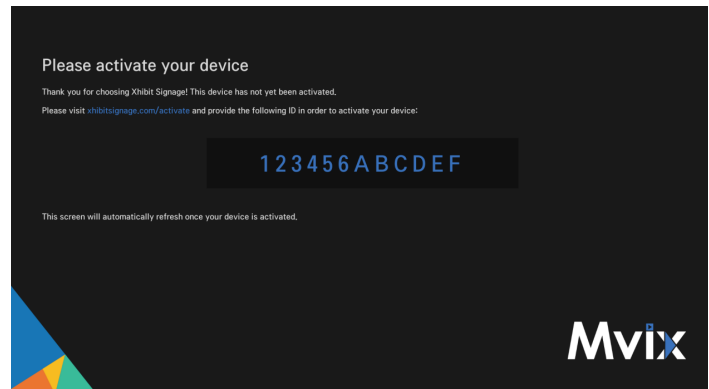 Please activate your device
Thank you for choosing Xhibit Signage! This device has not yet been activated.
Please visit xhibitsignage.com/activate and provide the following ID in order to activate your device:
123456ABCDEF
This screen will automatically refresh once your device is activated.
Mvix